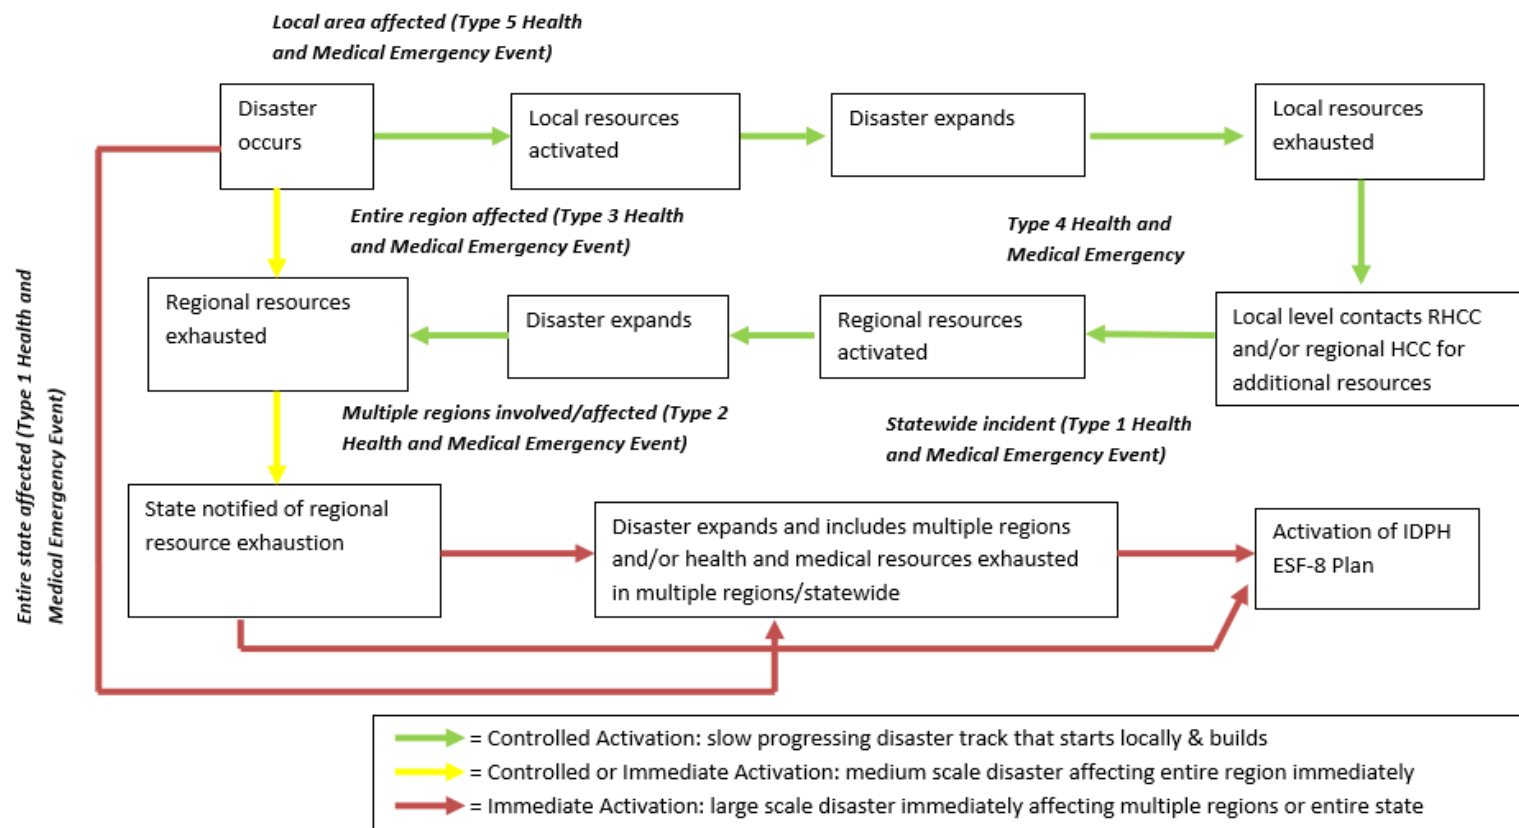 Local area affected (Type 5 Health
and Medical Emergency Event)
Disaster
occurs
Local resources
activated
Disaster expands
Local resources
exhausted
Entire region affected (Type 3 Health
and Medical Emergency Event)
Type 4 Health and
Medical Emergency
Entire state affected (Type 1 Health and
Medical Emergency Event)
Regional resources
exhausted
Disaster expands
Regional resources
activated
Local level contacts RHCC
and/or regional HCC for
additional resources
Multiple regions involved/affected (Type 2
Health and Medical Emergency Event)
Statewide incident (Type 1 Health
and Medical Emergency Event)
State notified of regional
resource exhaustion
Disaster expands and includes multiple regions
and/or health and medical resources exhausted
in multiple regions/statewide
Activation of IDPH
ESF-8 Plan
= Controlled Activation: slow progressing disaster track that starts locally & builds
= Controlled or Immediate Activation: medium scale disaster affecting entire region immediately
= Immediate Activation: large scale disaster immediately affecting multiple regions or entire state